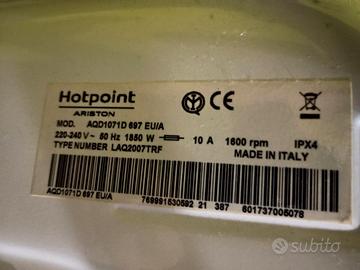 Hotpoint
ARISTON
MOD. AQD1071D 697 EU/A
220-240 V~ 50 Hz 1850 W 10 A 1600 rpm IPX4
TYPE NUMBER LAQ2007TRF MADE IN ITALY
AQD1071D 697 EU/A 769991530592 21 387 601737005078
subito